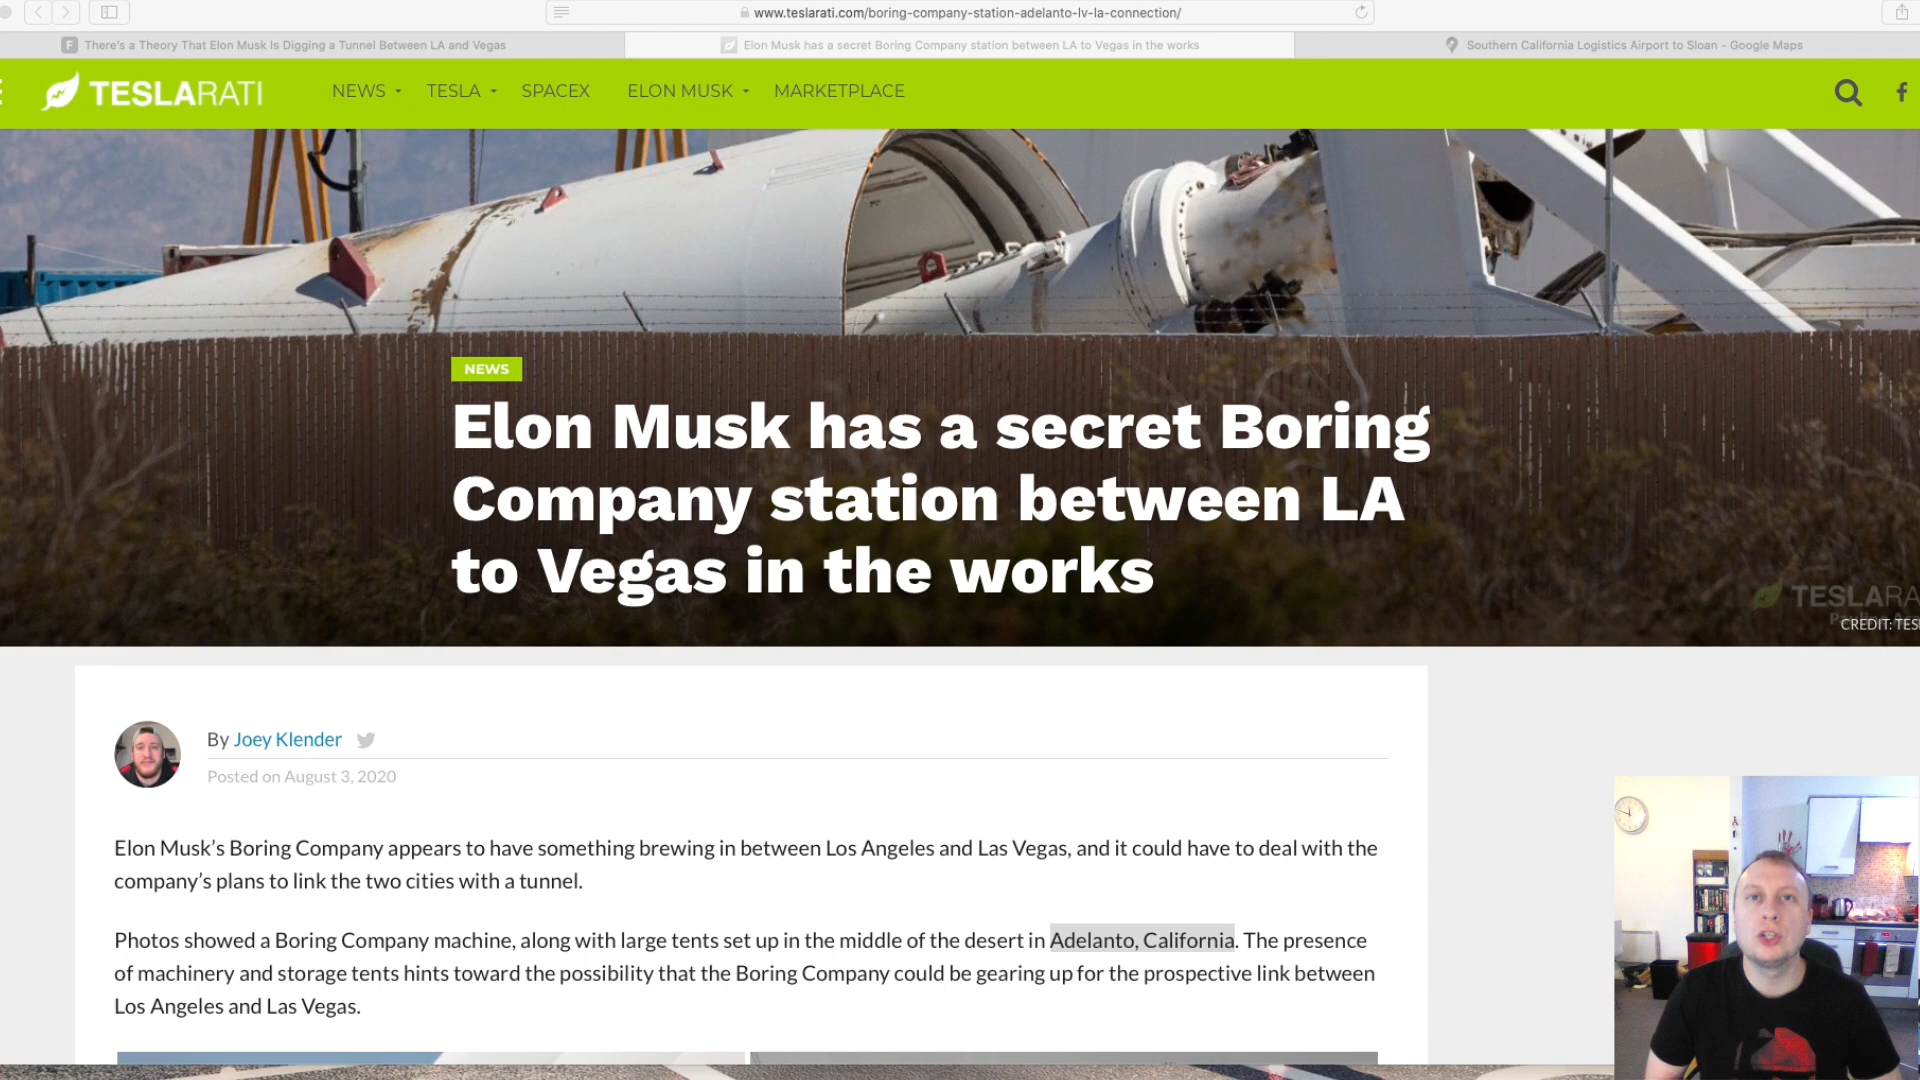 www.teslarati.com/boring-company-station-adelanto-lv-la-connection/
There's a Theory That Elon Musk Is Digging a Tunnel Between LA and Vegas
Elon Musk has a secret Boring Company station between LA to Vegas in the works
Southern California Logistics Airport to Sloan - Google Maps
TESLARATI
NEWS
TESLA
SPACEX
ELON MUSK
MARKETPLACE
NEWS
Elon Musk has a secret Boring
Company station between LA
to Vegas in the works
TESLARA
CREDIT: TES
By Joey Klender
Posted on August 3, 2020
Elon Musk’s Boring Company appears to have something brewing in between Los Angeles and Las Vegas, and it could have to deal with the
company’s plans to link the two cities with a tunnel.
Photos showed a Boring Company machine, along with large tents set up in the middle of the desert in Adelanto, California. The presence
of machinery and storage tents hints toward the possibility that the Boring Company could be gearing up for the prospective link between
Los Angeles and Las Vegas.